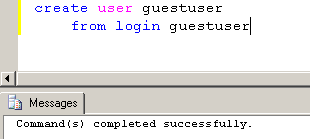 create user guestuser
from login guestuser
Messages
Command(s) completed successfully.